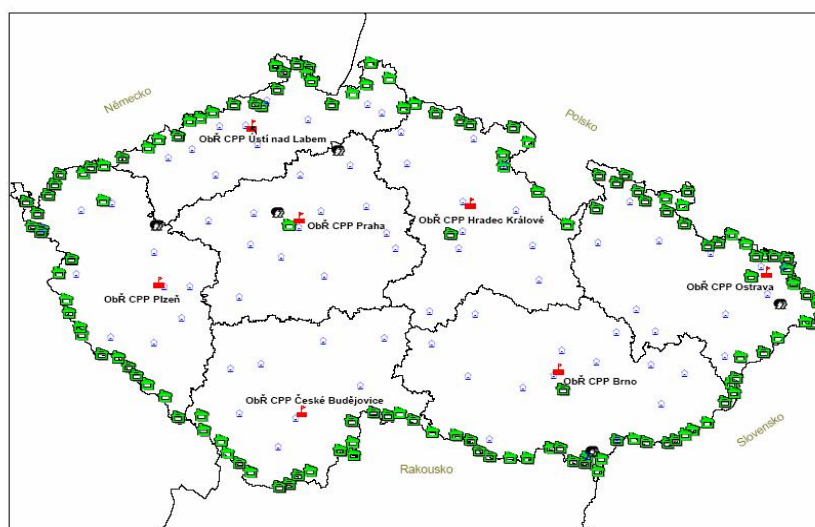 Německo
Polsko
ObŘ CPP Ústí nad Labem
ObŘ CPP Hradec Králové
ObŘ CPP Praha
ObŘ CPP Ostrava
ObŘ CPP Plzeň
ObŘ CPP Brno
ObŘ CPP České Budějovice
Slovensko
Rakousko